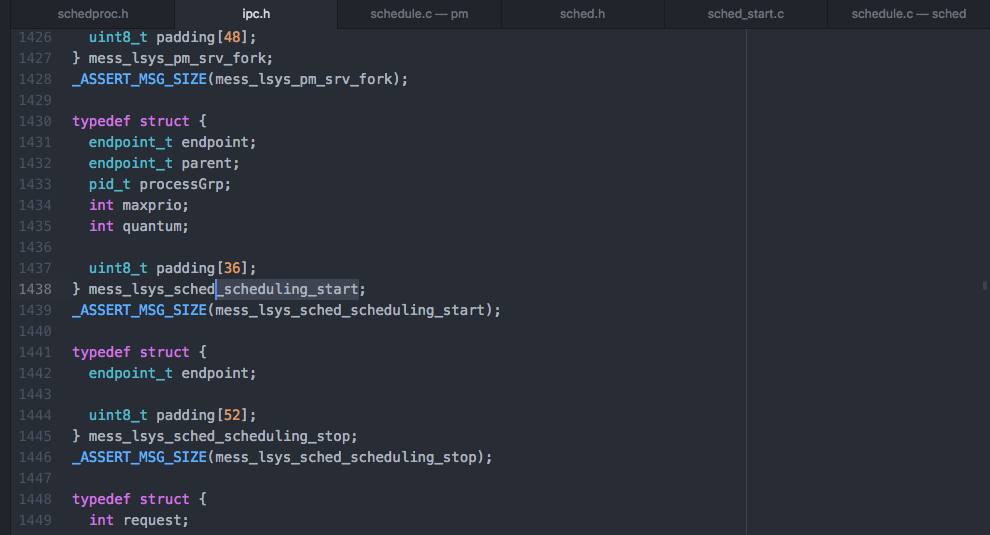 schedproc.h ipc.h schedule.c — pm sched.h sched_start.c schedule.c — sched
1426 uint8_t padding[48];
1427 } mess_lsys_pm_srv_fork;
1428 _ASSERT_MSG_SIZE(mess_lsys_pm_srv_fork);
1429
1430 typedef struct {
1431 endpoint_t endpoint;
1432 endpoint_t parent;
1433 pid_t processGrp;
1434 int maxprio;
1435 int quantum;
1436
1437 uint8_t padding[36];
1438 } mess_lsys_sched_scheduling_start;
1439 _ASSERT_MSG_SIZE(mess_lsys_sched_scheduling_start);
1440
1441 typedef struct {
1442 endpoint_t endpoint;
1443
1444 uint8_t padding[52];
1445 } mess_lsys_sched_scheduling_stop;
1446 _ASSERT_MSG_SIZE(mess_lsys_sched_scheduling_stop);
1447
1448 typedef struct {
1449 int request;